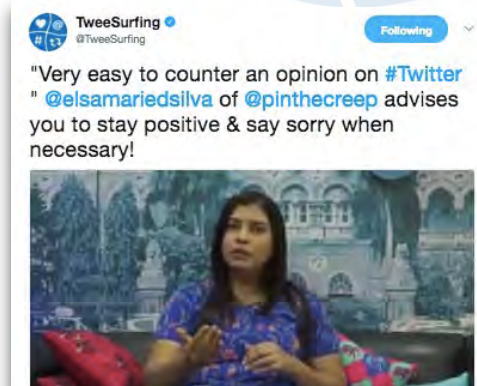 TweeSurfing
@TweeSurfing
Following
"Very easy to counter an opinion on #Twitter
" @elsamariedsilva of @pinthecreep advises
you to stay positive & say sorry when
necessary!